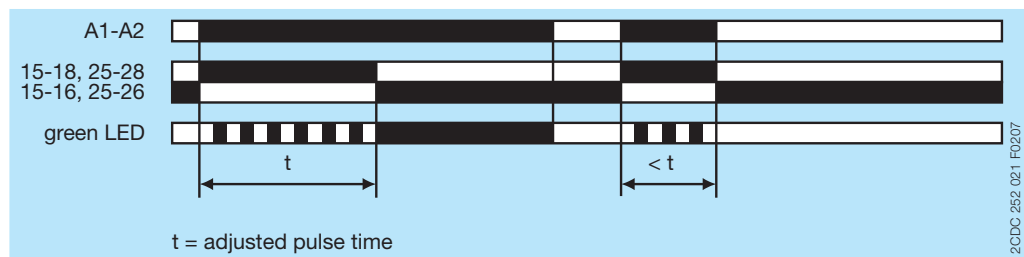 A1-A2
15-18, 25-28
15-16, 25-26
green LED
t
< t
t = adjusted pulse time
2CDC 252 021 F0207